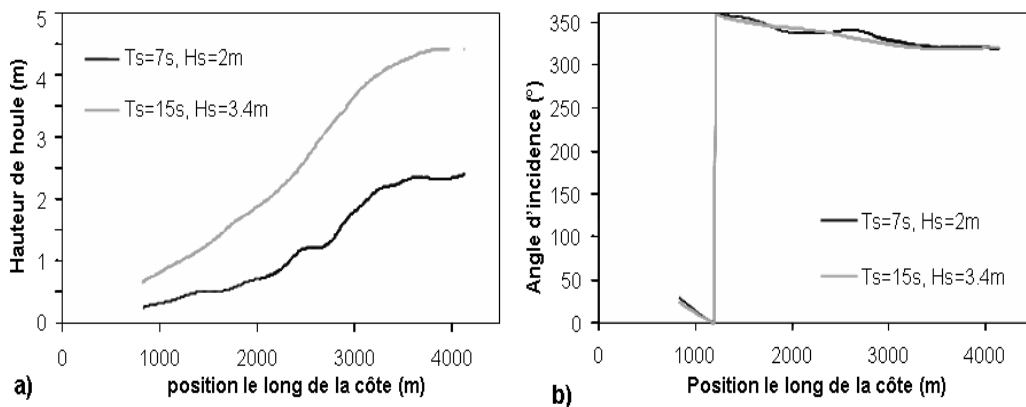 5
4
3
2
1
0
Hauteur de houle (m)
Ts=7s, Hs=2m
Ts=15s, Hs=3.4m
0 1000 2000 3000 4000
position le long de la côte (m)
a)
350
300
250
200
150
100
50
0
Angle d'incidence (°)
Ts=7s, Hs=2m
Ts=15s, Hs=3.4m
0 1000 2000 3000 4000
Position le long de la côte (m)
b)